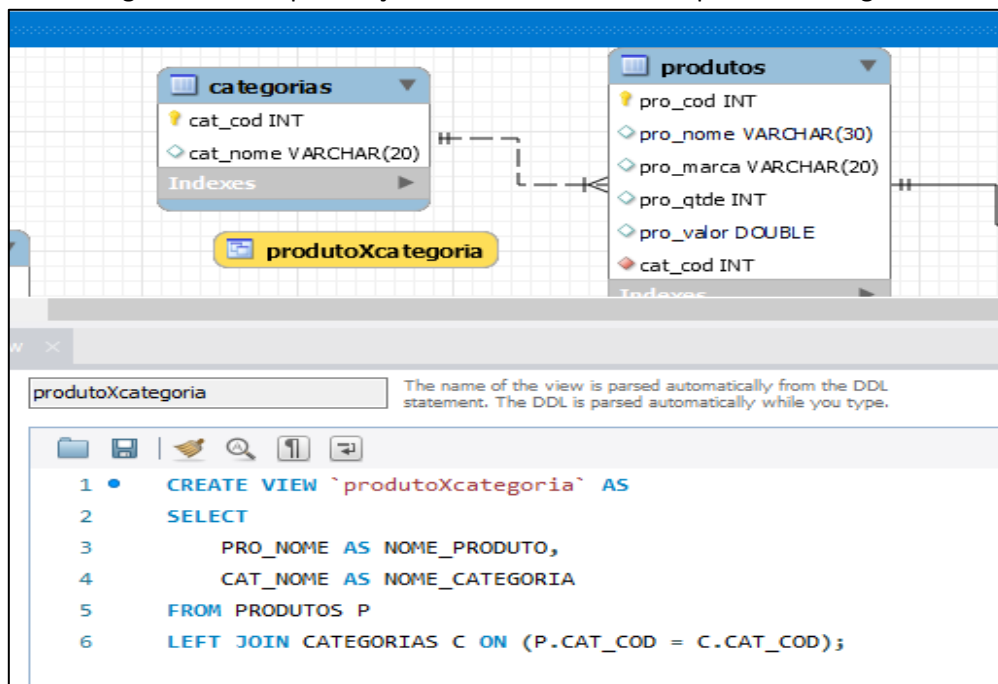 categorias
cat_cod INT
cat_nome VARCHAR(20)
Indexes
produtoXcategoria
produtos
pro_cod INT
pro_nome VARCHAR(30)
pro_marca VARCHAR(20)
pro_qtde INT
pro_valor DOUBLE
cat_cod INT
Indexes
w
produtoXcategoria
The name of the view is parsed automatically from the DDL
statement. The DDL is parsed automatically while you type.
1 CREATE VIEW `produtoXcategoria` AS
2 SELECT
3 PRO_NOME AS NOME_PRODUTO,
4 CAT_NOME AS NOME_CATEGORIA
5 FROM PRODUTOS P
6 LEFT JOIN CATEGORIAS C ON (P.CAT_COD = C.CAT_COD);